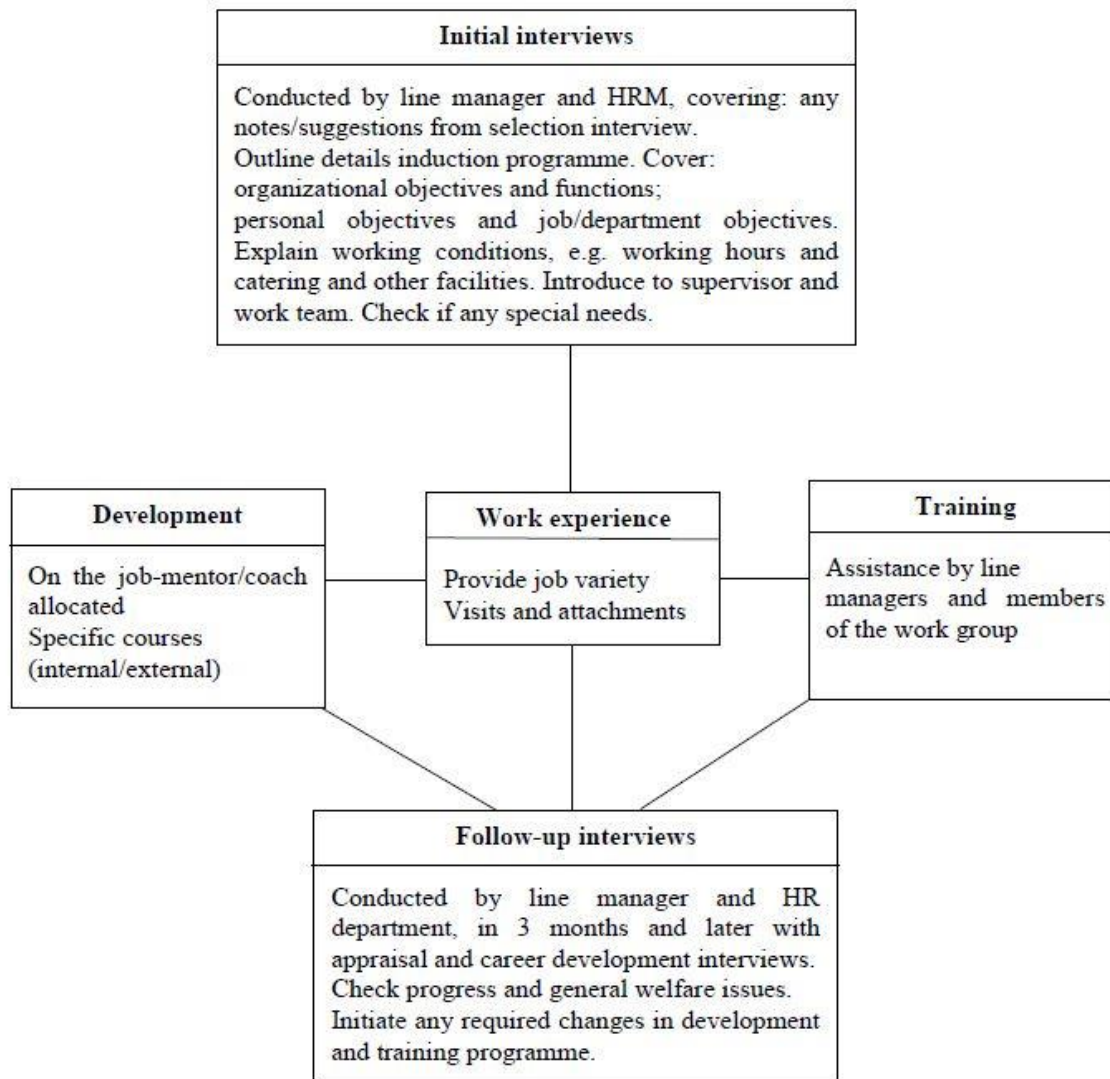 Initial interviews
Conducted by line manager and HRM, covering: any
notes/suggestions from selection interview.
Outline details induction programme. Cover:
organizational objectives and functions;
personal objectives and job/department objectives.
Explain working conditions, e.g. working hours and
catering and other facilities. Introduce to supervisor and
work team. Check if any special needs.
Development
On the job-mentor/coach
allocated
Specific courses
(internal/external)
Work experience
Provide job variety
Visits and attachments
Training
Assistance by line
managers and members
of the work group
Follow-up interviews
Conducted by line manager and HR
department, in 3 months and later with
appraisal and career development interviews.
Check progress and general welfare issues.
Initiate any required changes in development
and training programme.